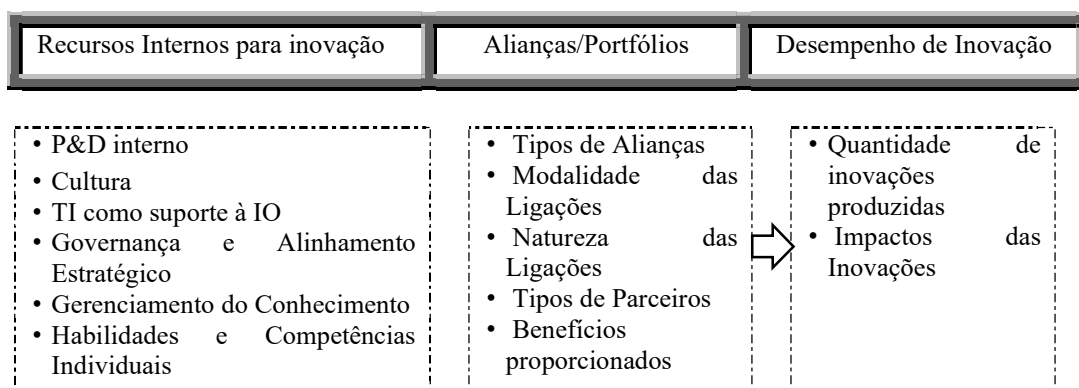 Recursos Internos para inovação
Alianças/Portfólios
Desempenho de Inovação
• P&D interno
• Cultura
• TI como suporte à IO
• Governança e Alinhamento
Estratégico
• Gerenciamento do Conhecimento
• Habilidades e Competências
Individuais
• Tipos de Alianças
• Modalidade das
Ligações
• Natureza das
Ligações
• Tipos de Parceiros
• Benefícios
proporcionados
• Quantidade de
inovações
produzidas
• Impactos das
Inovações